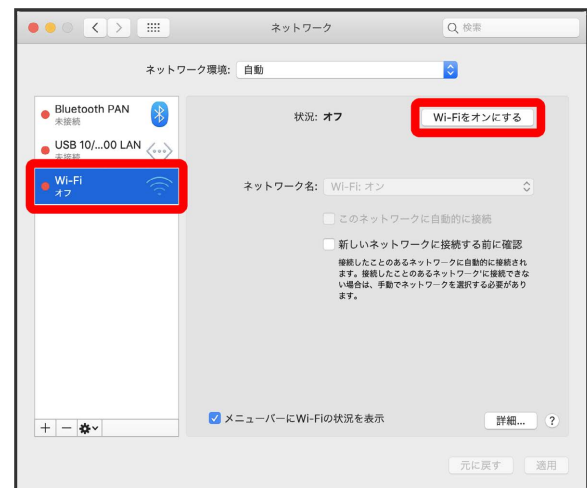 ネットワーク
検索
ネットワーク環境: 自動
Bluetooth PAN
未接続
USB 10/...00 LAN
未接続
Wi-Fi
オフ
状況: オフ
Wi-Fiをオンにする
ネットワーク名: Wi-Fi: オン
このネットワークに自動的に接続
新しいネットワークに接続する前に確認
接続したことのあるネットワークに自動的に接続され
ます。接続したことのあるネットワークに接続できな
い場合は、手動でネットワークを選択する必要があり
ます。
メニューバーにWi-Fiの状況を表示
詳細... ?
元に戻す 適用